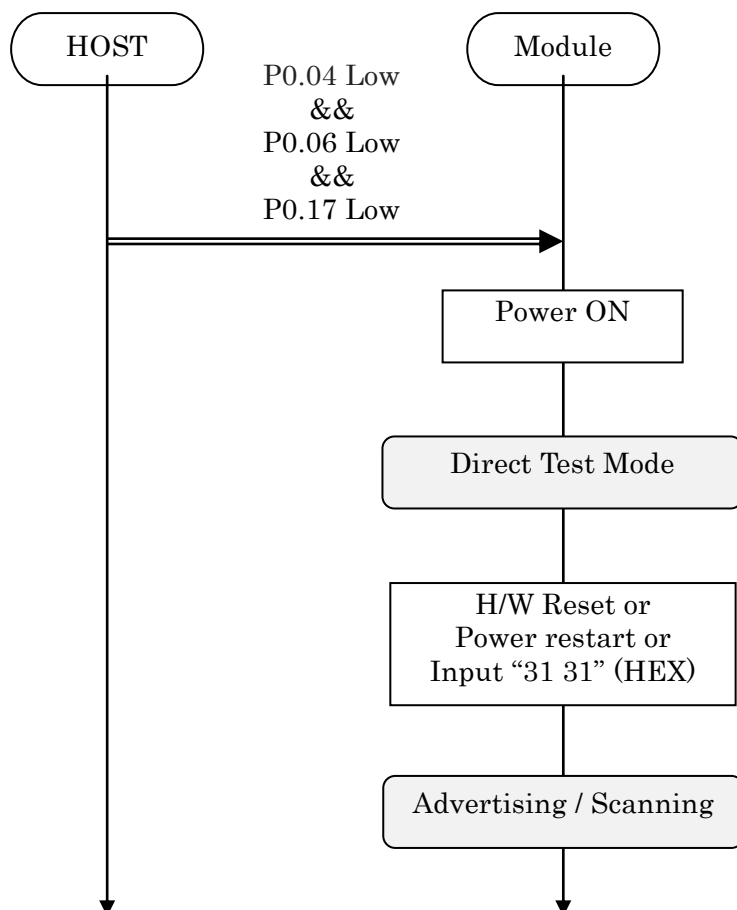 HOST
Module
P0.04 Low
&&
P0.06 Low
&&
P0.17 Low
Power ON
Direct Test Mode
H/W Reset or
Power restart or
Input “31 31” (HEX)
Advertising / Scanning